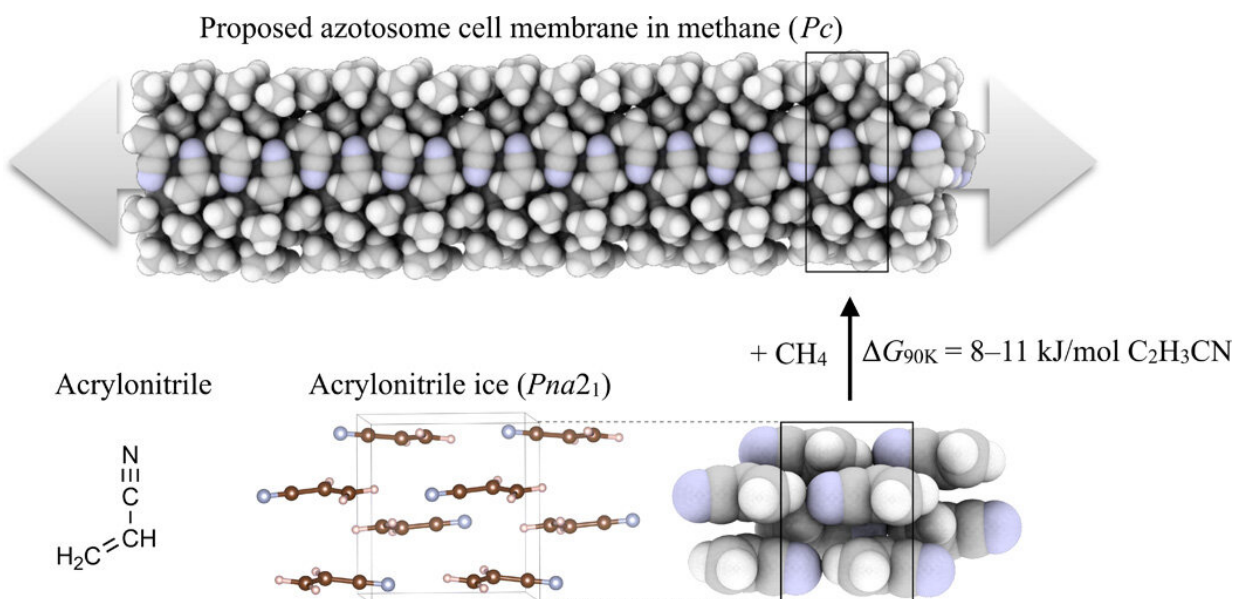 Proposed azotosome cell membrane in methane (Pc)
+ CH₄
ΔG₉₀ₖ = 8–11 kJ/mol C₂H₃CN
Acrylonitrile
Acrylonitrile ice (Pna2₁)
N
C
H₂C
CH